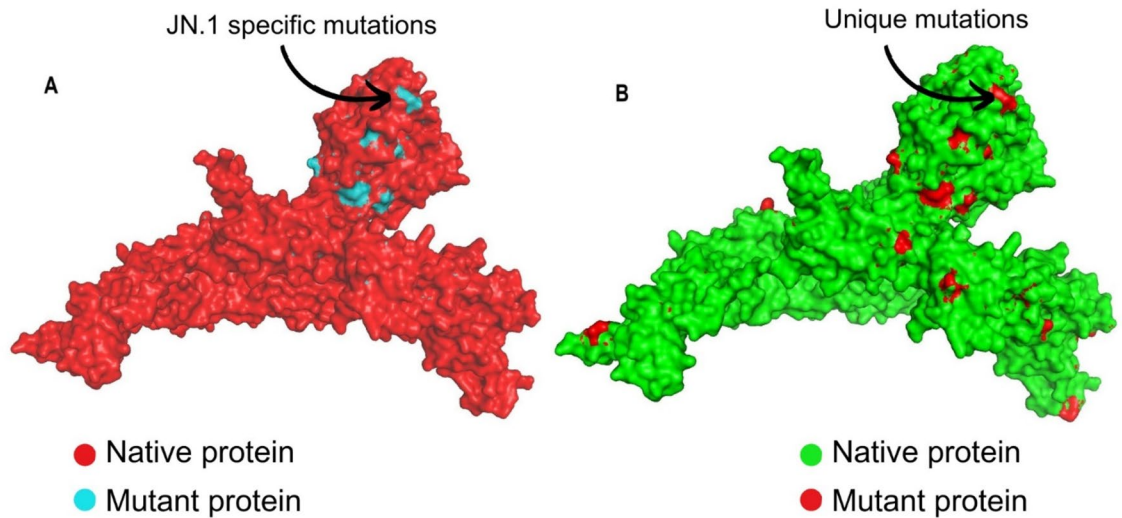 JN.1 specific mutations
A
Native protein
Mutant protein
Unique mutations
B
Native protein
Mutant protein